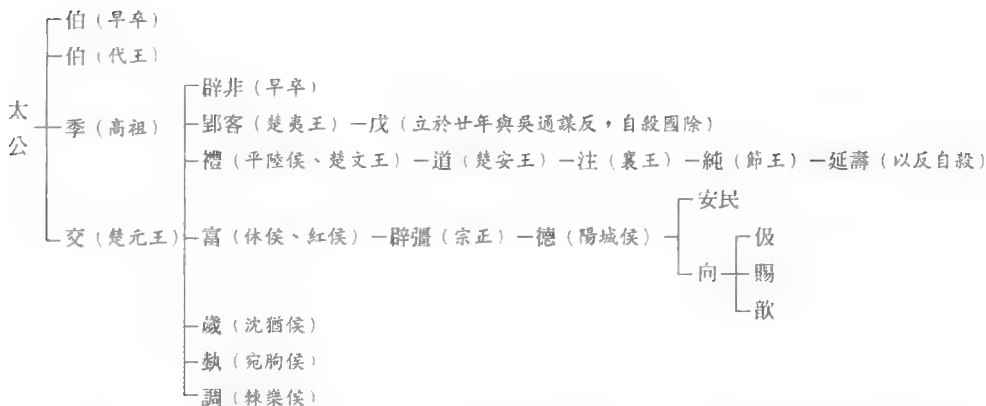 太公
伯（早卒）
伯（代王）
季（高祖）
交（楚元王）
辟非（早卒）
郢客（楚夷王）—戊（立於廿年與吳通謀反，自殺國除）
禮（平陸侯、楚文王）—道（楚安王）—注（襄王）—純（節王）—延壽（以反自殺）
富（休侯、紅侯）—辟彊（宗正）—德（陽城侯）
安民
向
伋
賜
歆
歲（沈猶侯）
埶（宛朐侯）
調（棘樂侯）